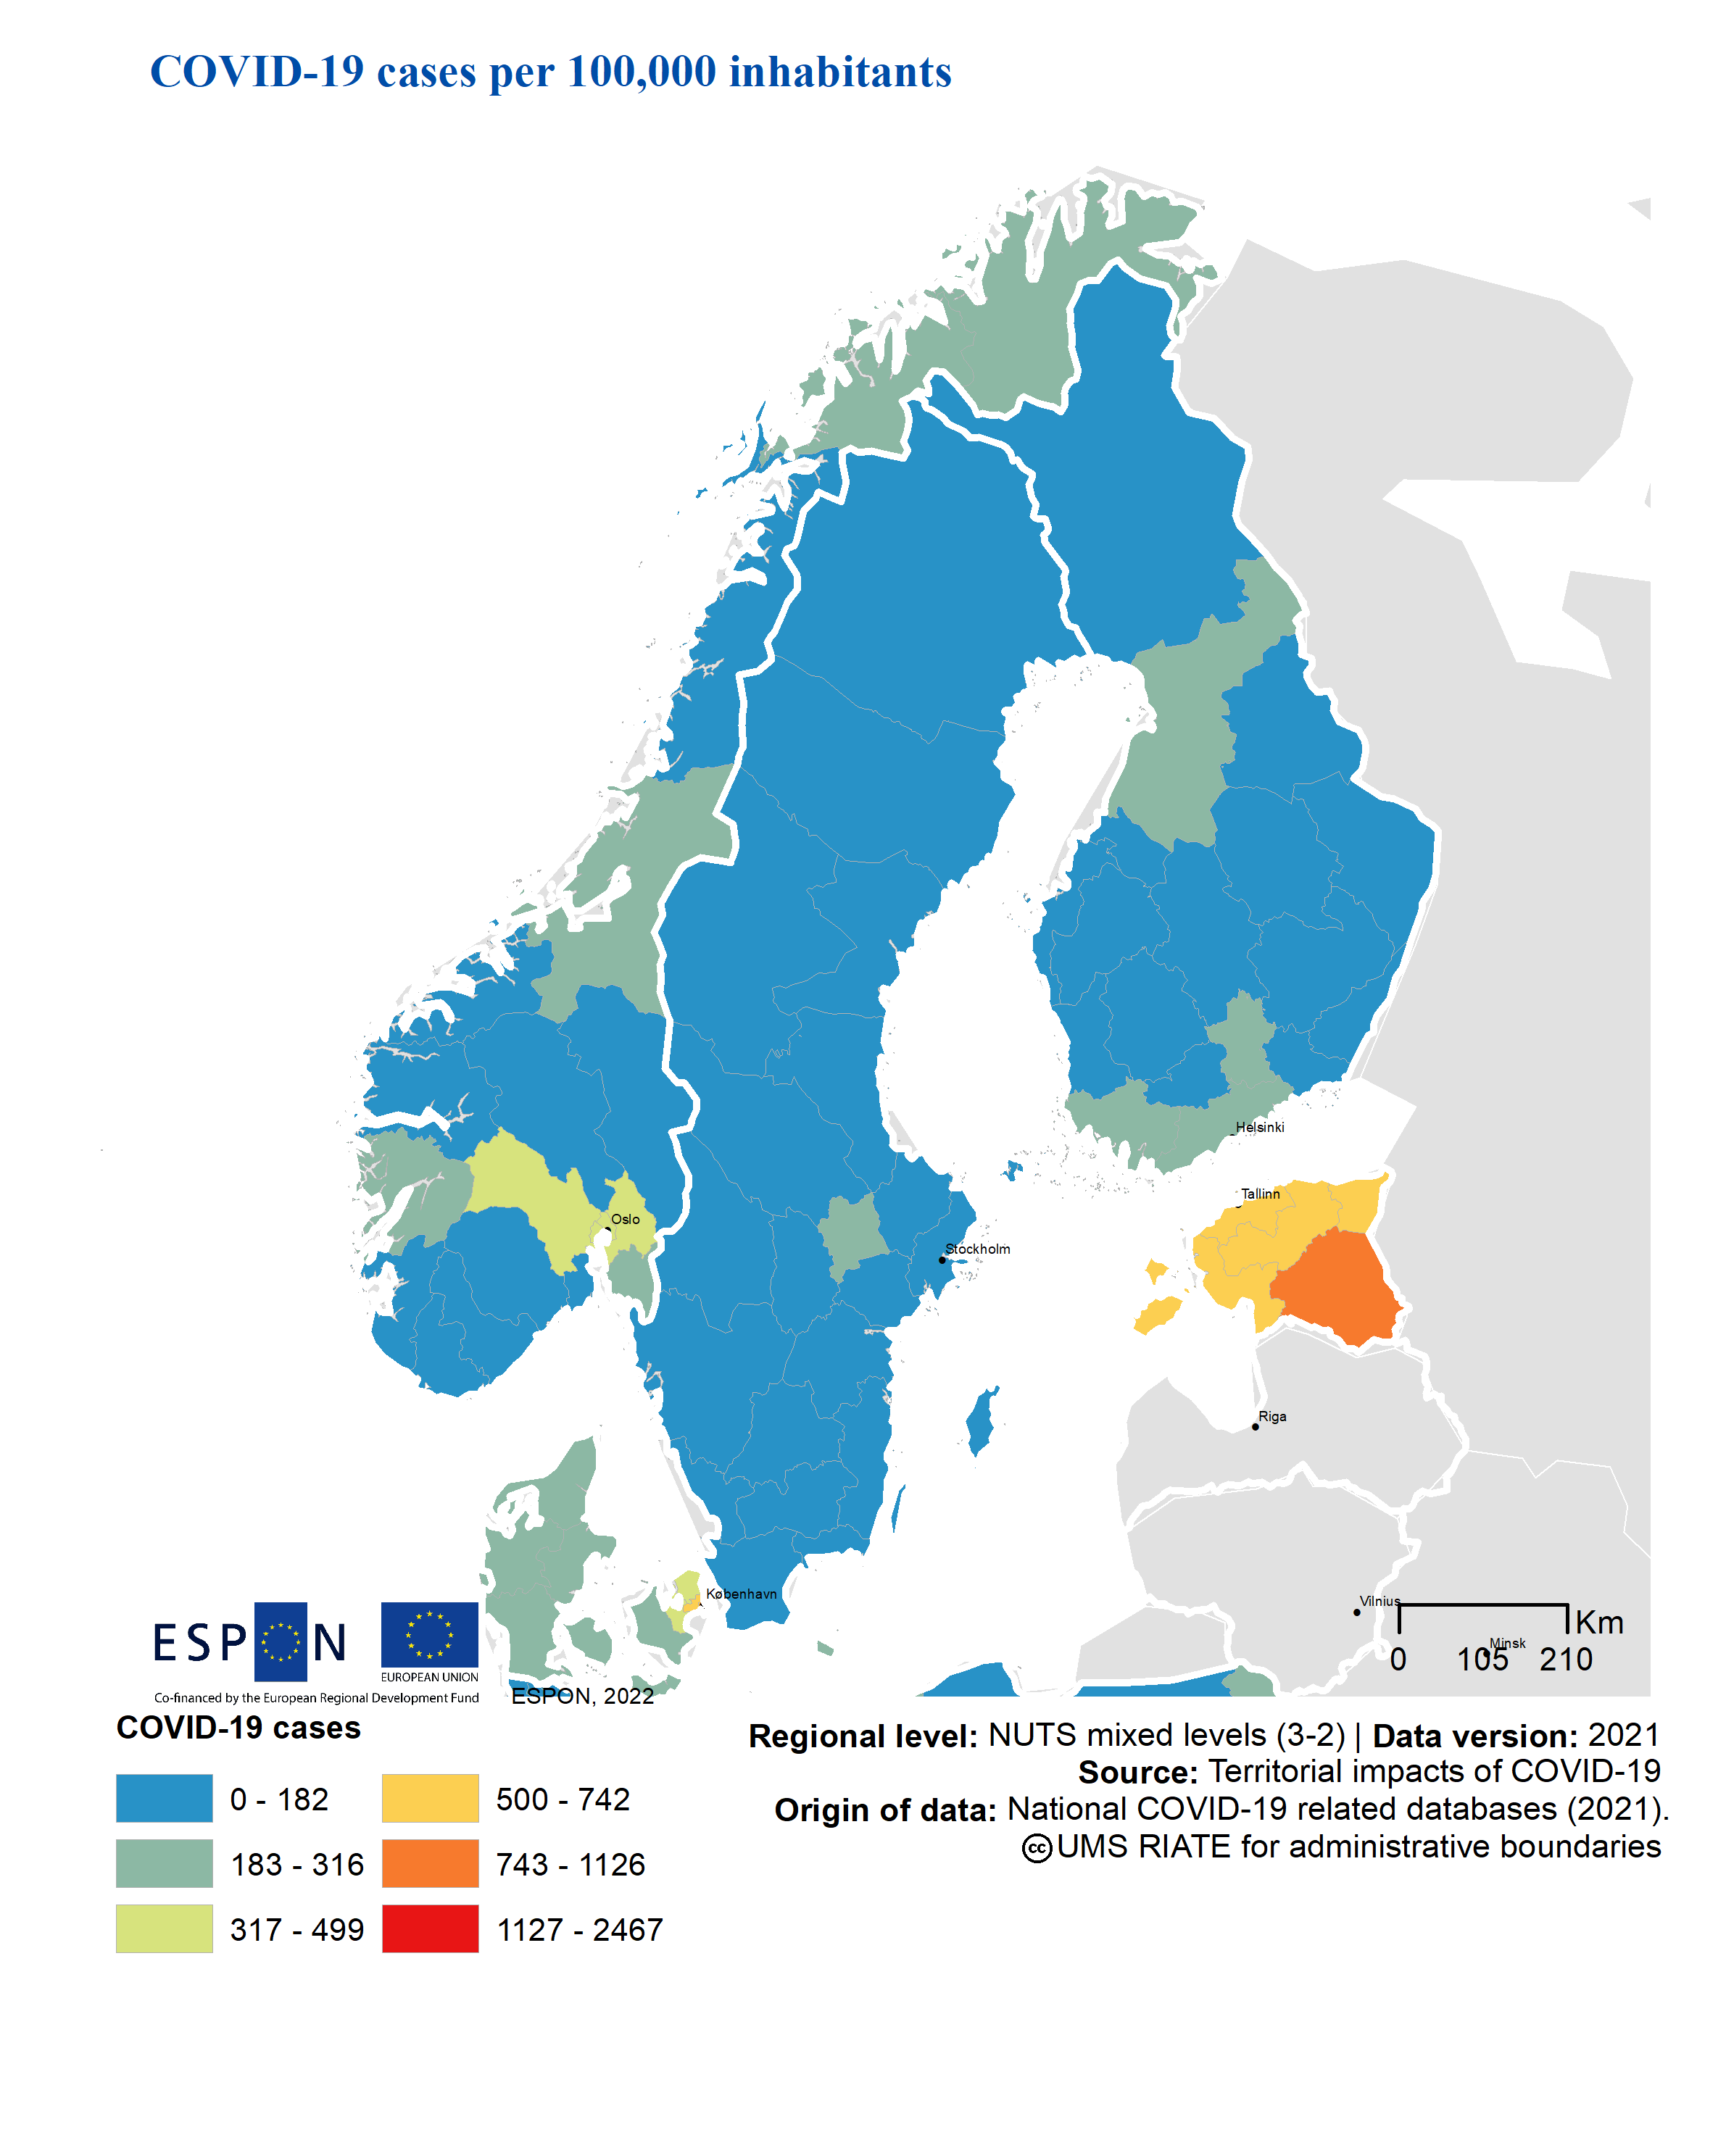 COVID-19 cases per 100,000 inhabitants
Helsinki
Tallinn
Oslo
Stockholm
Riga
København
Vilnius
Minsk
Km
0 105 210
ESPON
EUROPEAN UNION
Co-financed by the European Regional Development Fund
ESPON, 2022
COVID-19 cases
0 - 182
183 - 316
317 - 499
500 - 742
743 - 1126
1127 - 2467
Regional level: NUTS mixed levels (3-2) | Data version: 2021
Source: Territorial impacts of COVID-19
Origin of data: National COVID-19 related databases (2021).
cc UMS RIATE for administrative boundaries